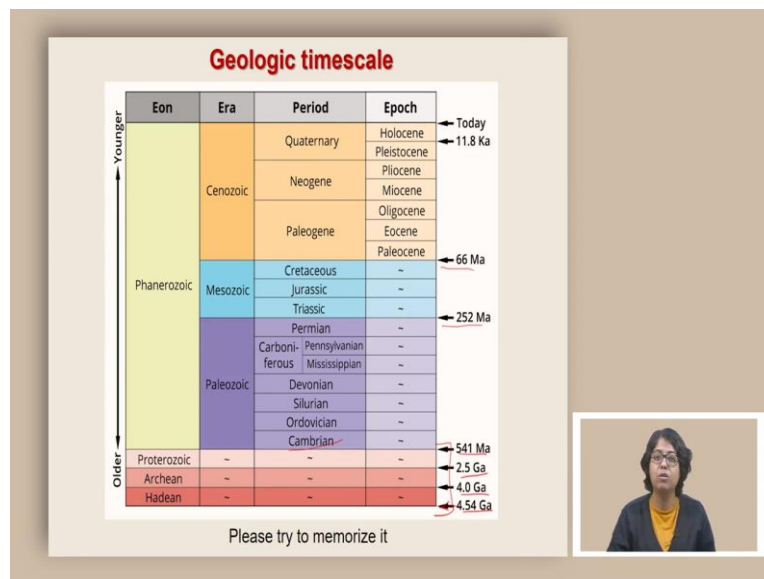 Geologic timescale
Eon Era Period Epoch
Younger
Older
Phanerozoic
Cenozoic
Quaternary
Holocene
Pleistocene
Neogene
Pliocene
Miocene
Paleogene
Oligocene
Eocene
Paleocene
Mesozoic
Cretaceous ~
Jurassic ~
Triassic ~
Paleozoic
Permian ~
Carboni-
ferous
Pennsylvanian ~
Mississippian ~
Devonian ~
Silurian ~
Ordovician ~
Cambrian ~
Proterozoic ~ ~ ~
Archean ~ ~ ~
Hadean ~ ~ ~
Today
11.8 Ka
66 Ma
252 Ma
541 Ma
2.5 Ga
4.0 Ga
4.54 Ga
Please try to memorize it